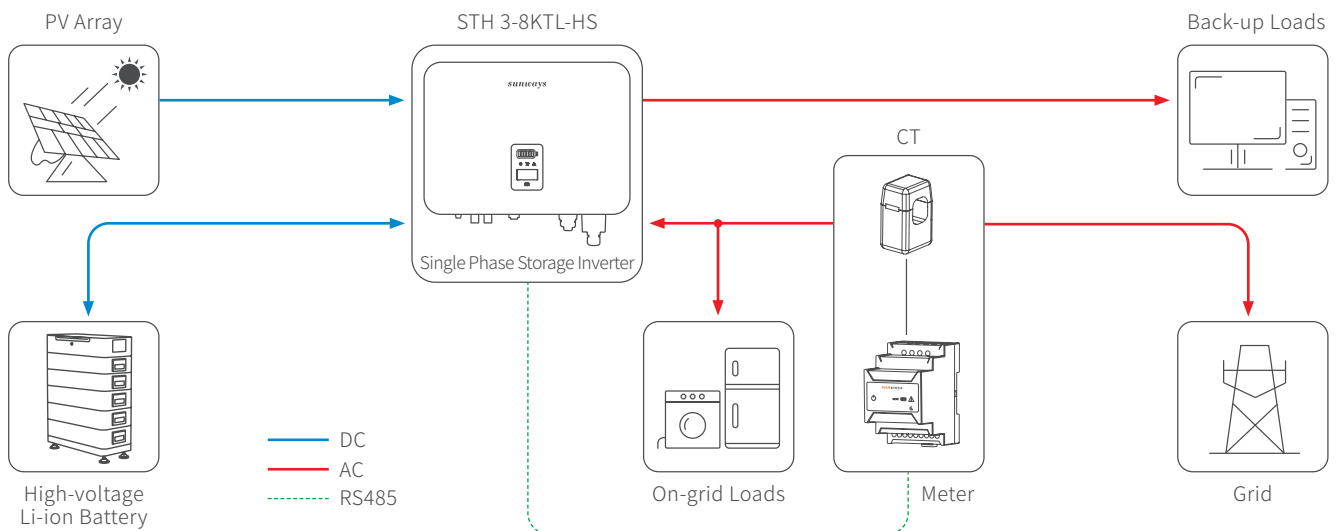 PV Array
STH 3-8KTL-HS
Back-up Loads
sunways
CT
Single Phase Storage Inverter
DC
AC
RS485
High-voltage
Li-ion Battery
On-grid Loads
Meter
Grid